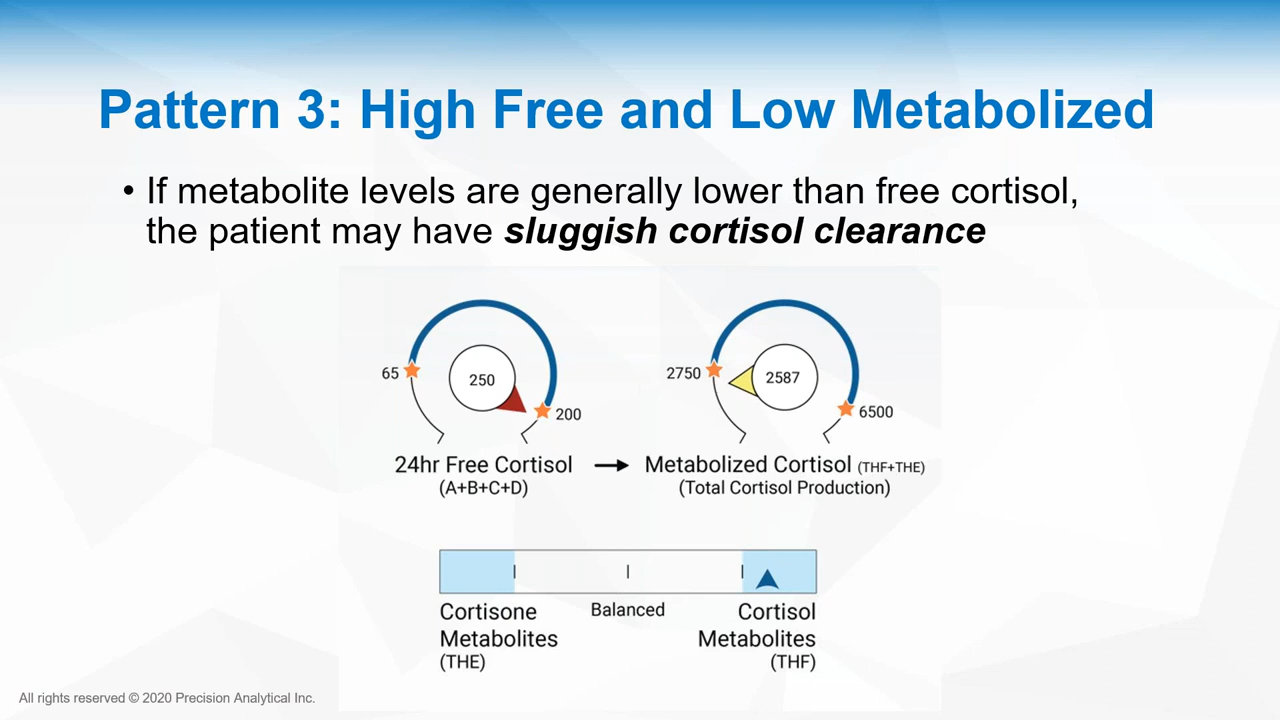 Pattern 3: High Free and Low Metabolized
• If metabolite levels are generally lower than free cortisol,
the patient may have sluggish cortisol clearance
65
250
200
2750
2587
6500
24hr Free Cortisol
(A+B+C+D)
Metabolized Cortisol (THF+THE)
(Total Cortisol Production)
Cortisone
Metabolites
(THE)
Balanced
Cortisol
Metabolites
(THF)
All rights reserved © 2020 Precision Analytical Inc.